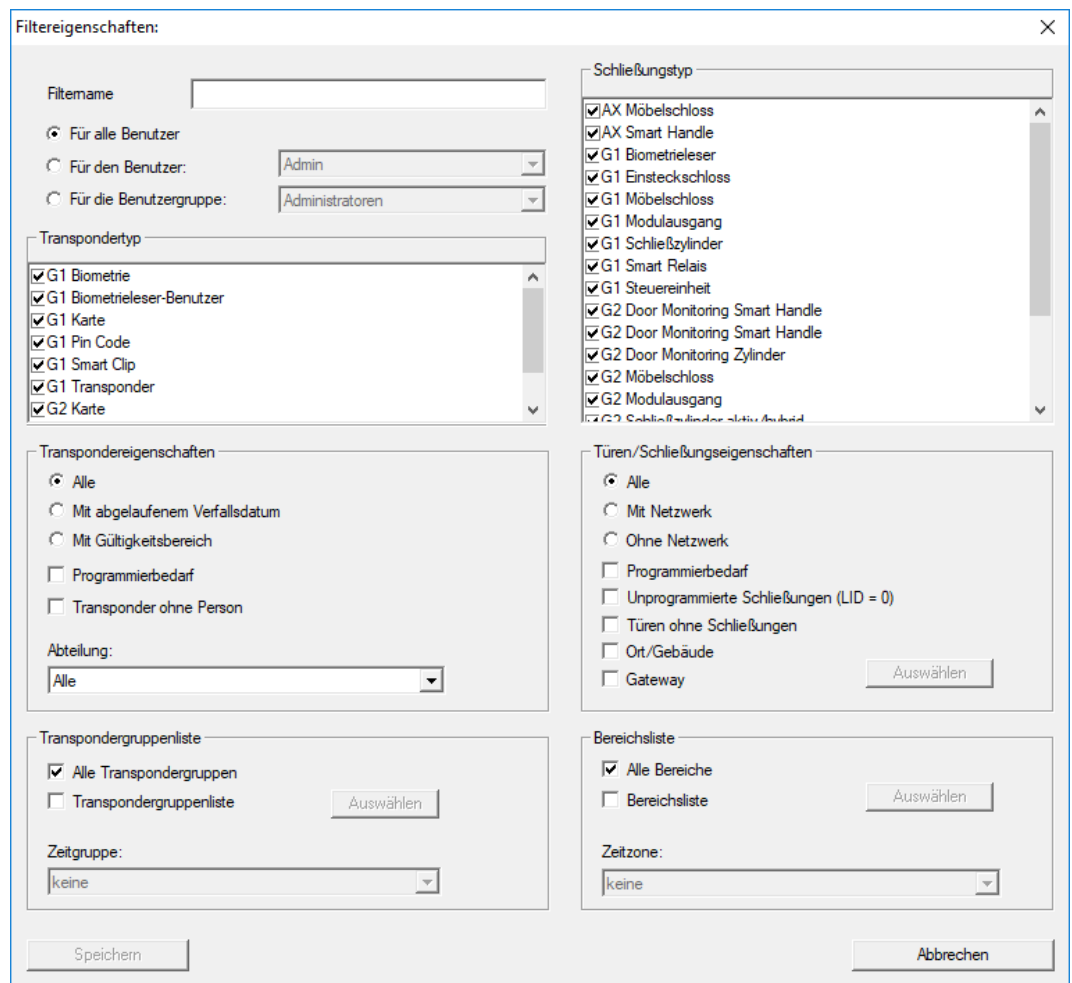 Filtereigenschaften:
Filtername
Für alle Benutzer
Für den Benutzer:
Admin
Für die Benutzergruppe:
Administratoren
Transpondertyp
G1 Biometrie
G1 Biometrieleser-Benutzer
G1 Karte
G1 Pin Code
G1 Smart Clip
G1 Transponder
G2 Karte
Schließungstyp
AX Möbelschloss
AX Smart Handle
G1 Biometrieleser
G1 Einsteckschloss
G1 Möbelschloss
G1 Modulausgang
G1 Schließzylinder
G1 Smart Relais
G1 Steuereinheit
G2 Door Monitoring Smart Handle
G2 Door Monitoring Smart Handle
G2 Door Monitoring Zylinder
G2 Möbelschloss
G2 Modulausgang
G2 Schließzylinder aktiv /hybrid
Transpondereigenschaften
Alle
Mit abgelaufenem Verfallsdatum
Mit Gültigkeitsbereich
Programmierbedarf
Transponder ohne Person
Abteilung:
Alle
Türen/Schließungseigenschaften
Alle
Mit Netzwerk
Ohne Netzwerk
Programmierbedarf
Unprogrammierte Schließungen (LID = 0)
Türen ohne Schließungen
Ort/Gebäude
Gateway
Auswählen
Transpondergruppenliste
Alle Transpondergruppen
Transpondergruppenliste
Auswählen
Zeitgruppe:
keine
Bereichsliste
Alle Bereiche
Bereichsliste
Auswählen
Zeitzone:
keine
Speichern
Abbrechen